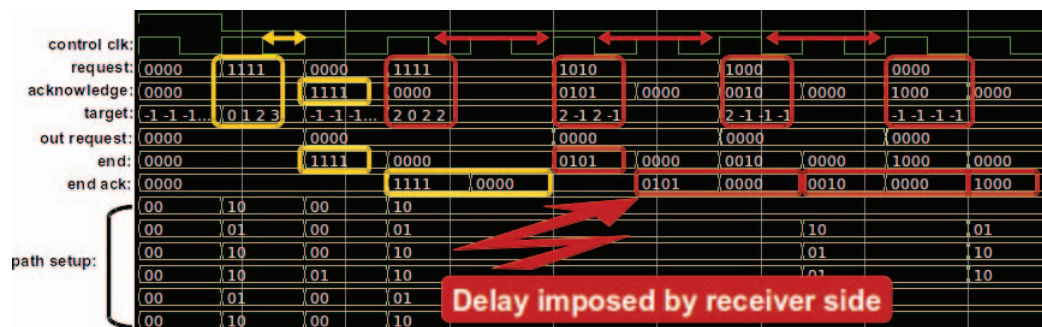 control clk:
request: 0000 1111 0000 1111 1010 1000 0000
acknowledge: 0000 1111 0000 0101 0000 0010 0000 1000 0000
target: -1 -1 -1... 0 1 2 3 -1 -1 -1... 2 0 2 2 2 -1 2 -1 2 -1 -1 -1 -1 -1 -1 -1
out request: 0000 0000 0000 0000 0000
end: 0000 1111 0000 0101 0000 0010 0000 1000 0000
end ack: 0000 1111 0000 0101 0000 0010 0000 1000
00 10 00 10
00 01 00 01 10 01
path setup: 00 10 00 10 01 10
00 10 01 10 01 10
00 01 00 01
00 10 00 10
Delay imposed by receiver side